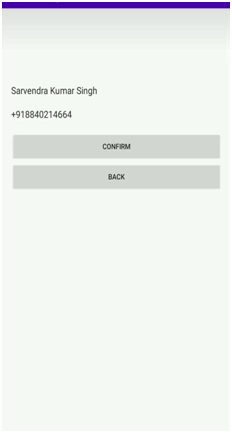 Sarvendra Kumar Singh
+918840214664
CONFIRM
BACK